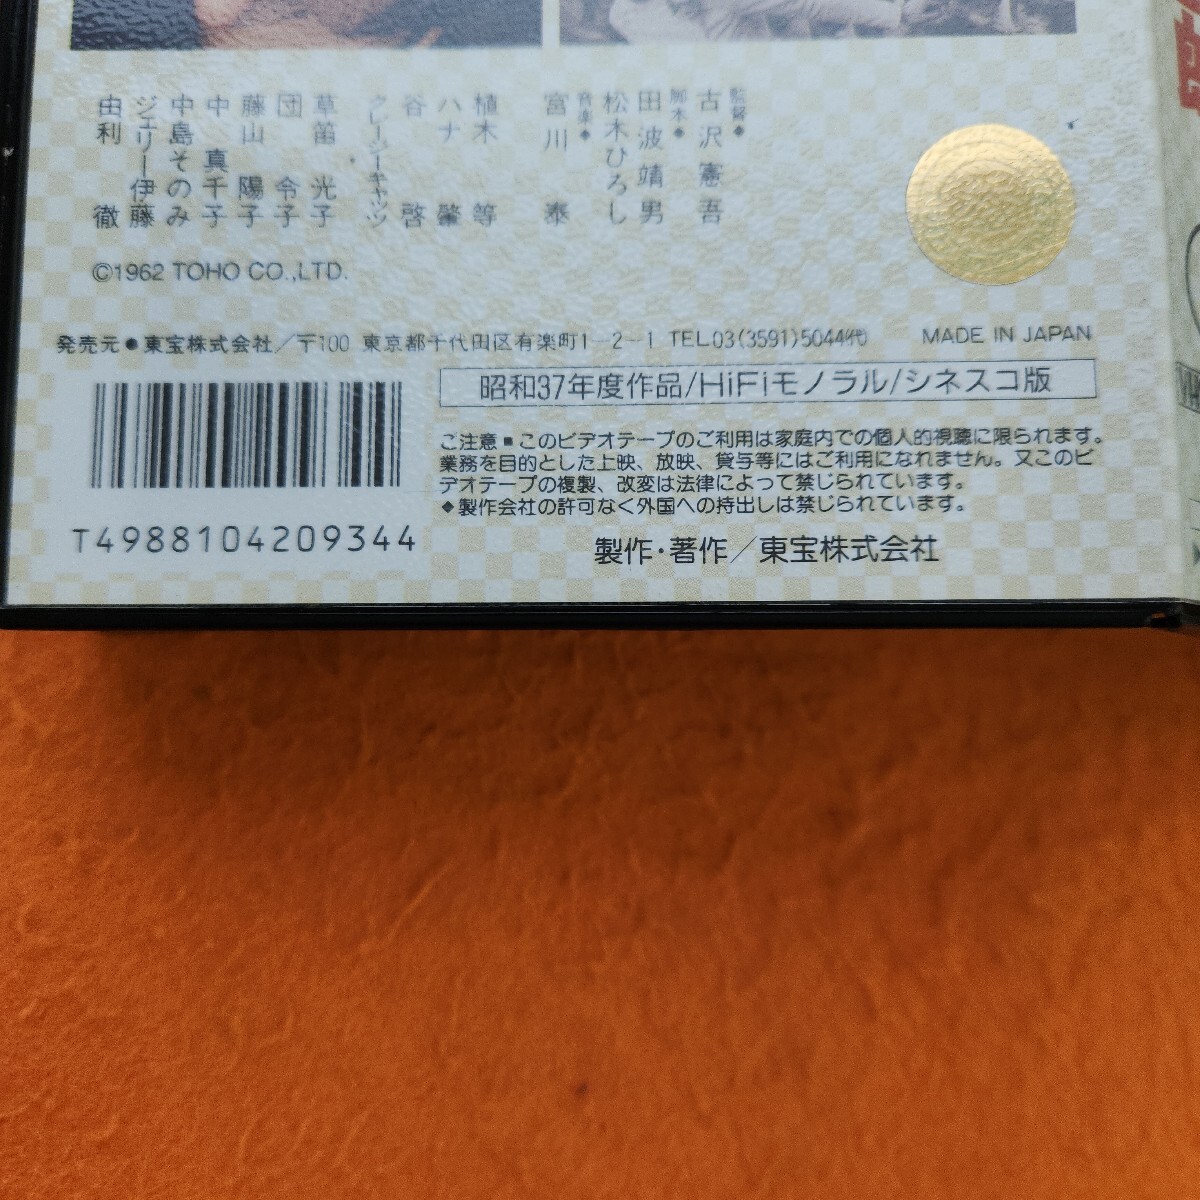 監督◆
古沢憲吾
脚本◆
田波靖男
松木ひろし
音楽◆
宮川 泰
植木 等
ハナ 肇
谷 啓
クレージーキャッツ
草笛 光子
団 令子
藤山 陽子
中 真千子
中島そのみ
ジェリー伊藤
由利 徹
©1962 TOHO CO.,LTD.
発売元●東宝株式会社/〒100 東京都千代田区有楽町1-2-1 TEL03(3591)5044代 MADE IN JAPAN
昭和37年度作品/HiFiモノラル/シネスコ版
ご注意■このビデオテープのご利用は家庭内での個人的視聴に限られます。
業務を目的とした上映、放映、貸与等にはご利用になれません。又このビ
デオテープの複製、改変は法律によって禁じられています。
◆製作会社の許可なく外国への持出しは禁じられています。
T4988104209344
製作・著作/東宝株式会社